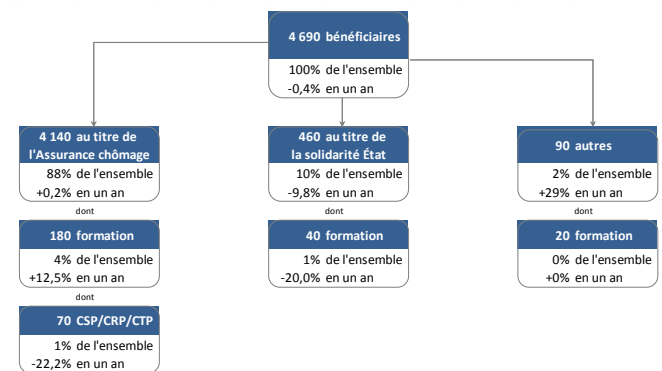 4 690 bénéficiaires
100% de l'ensemble
-0,4% en un an
4 140 au titre de
l'Assurance chômage
88% de l'ensemble
+0,2% en un an
dont
180 formation
4% de l'ensemble
+12,5% en un an
dont
70 CSP/CRP/CTP
1% de l'ensemble
-22,2% en un an
460 au titre de
la solidarité État
10% de l'ensemble
-9,8% en un an
dont
40 formation
1% de l'ensemble
-20,0% en un an
90 autres
2% de l'ensemble
+29% en un an
dont
20 formation
0% de l'ensemble
+0% en un an